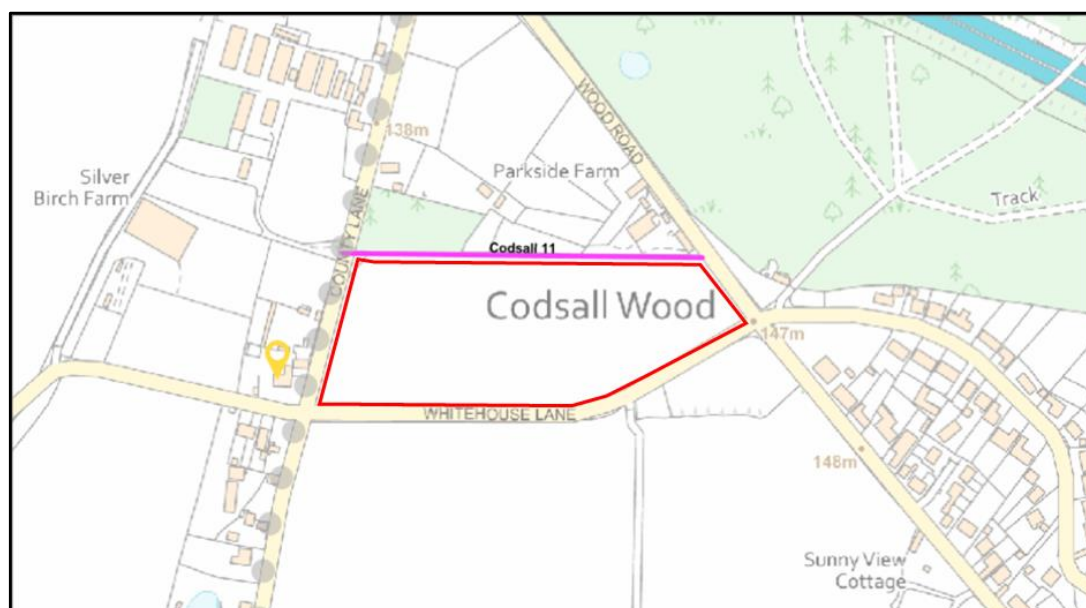 138m
WOOD ROAD
Silver
Birch Farm
Parkside Farm
Track
COUNTY LANE
Codsall 11
Codsall Wood
147m
WHITEHOUSE LANE
148m
Sunny View
Cottage